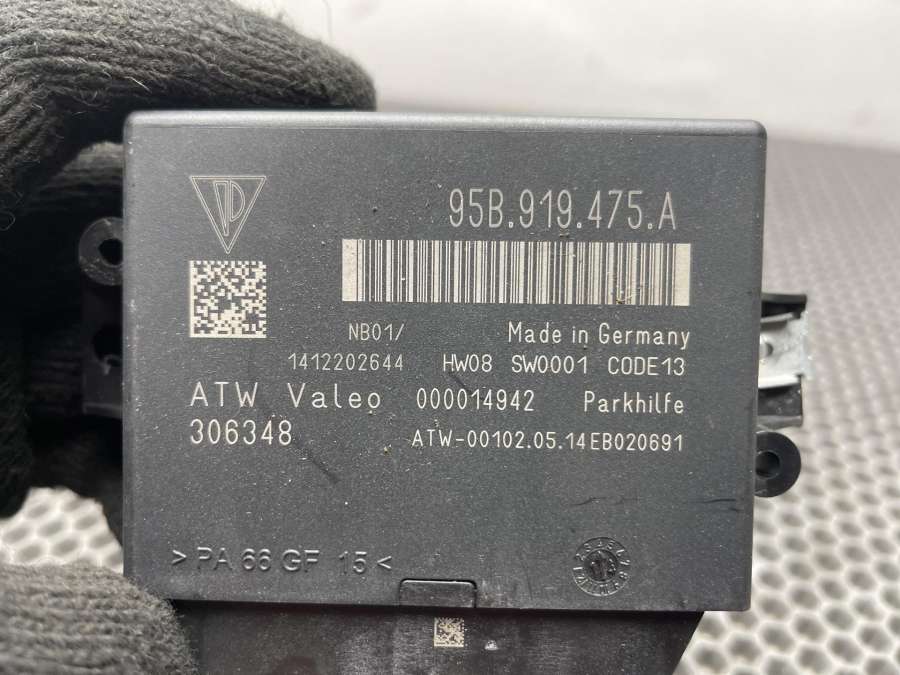 95B.919.475.A
NB01/ Made in Germany
1412202644 HW08 SW0001 CODE13
ATW Valeo 000014942 Parkhilfe
306348 ATW-00102.05.14EB020691
>PA 66 GF 15<